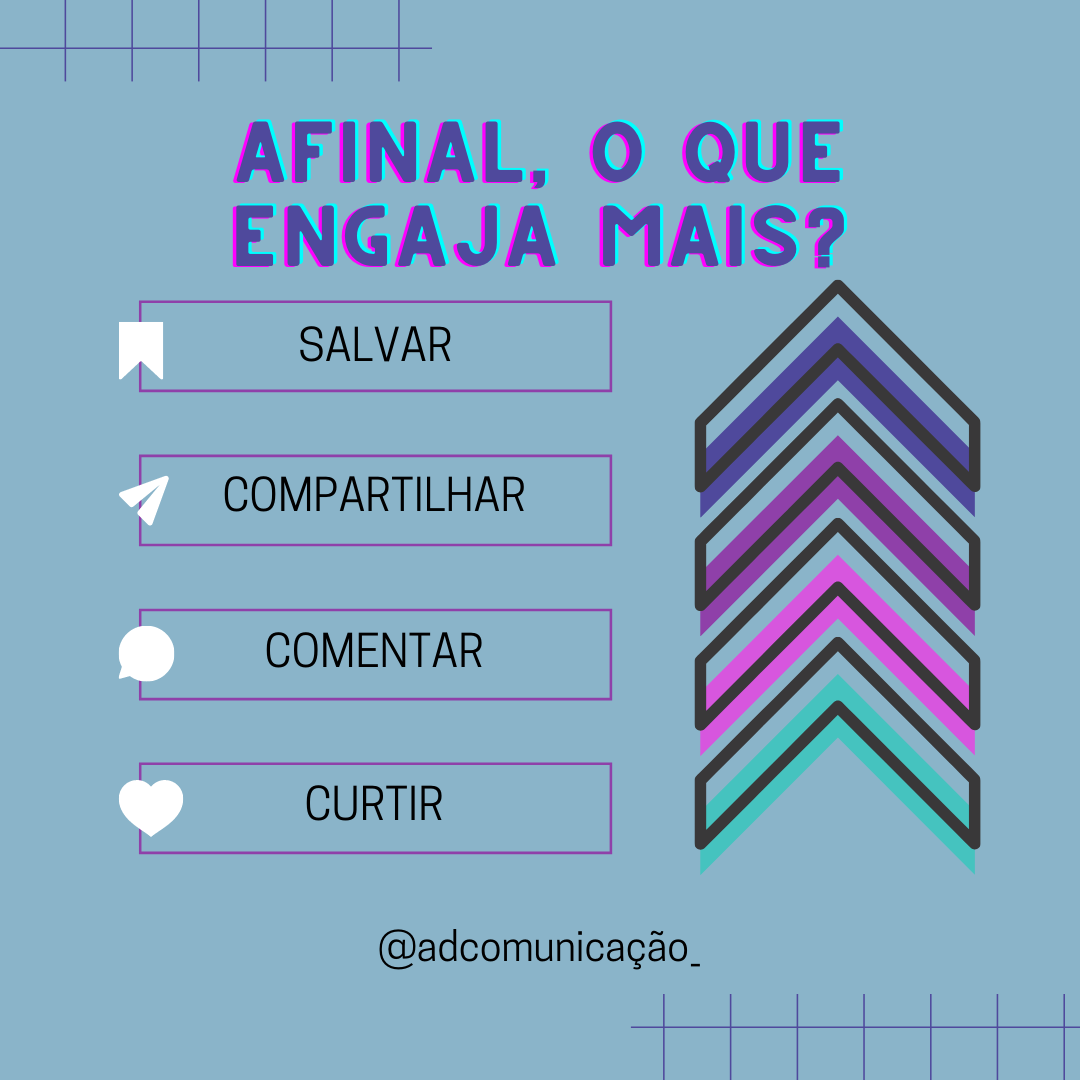 AFINAL, O QUE
ENGAJA MAIS?
SALVAR
COMPARTILHAR
COMENTAR
CURTIR
@adcomunicação_